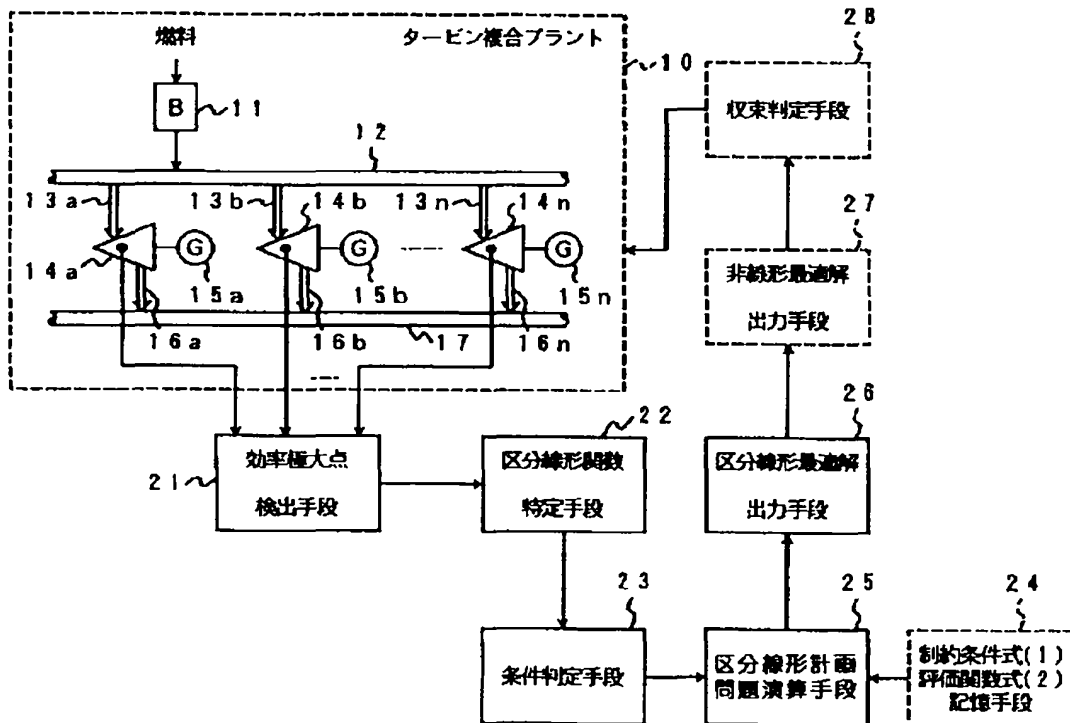 燃料
タービン複合プラント
10
B
11
12
13a
13b
14b
13n
14n
G
G
G
14a
15a
15b
15n
16a
16b
17
16n
28
収束判定手段
27
非線形最適解
出力手段
26
区分線形最適解
出力手段
22
区分線形関数
特定手段
21
効率極大点
検出手段
23
条件判定手段
25
区分線形計画
問題演算手段
24
制約条件式(1)
評価関数式(2)
記憶手段